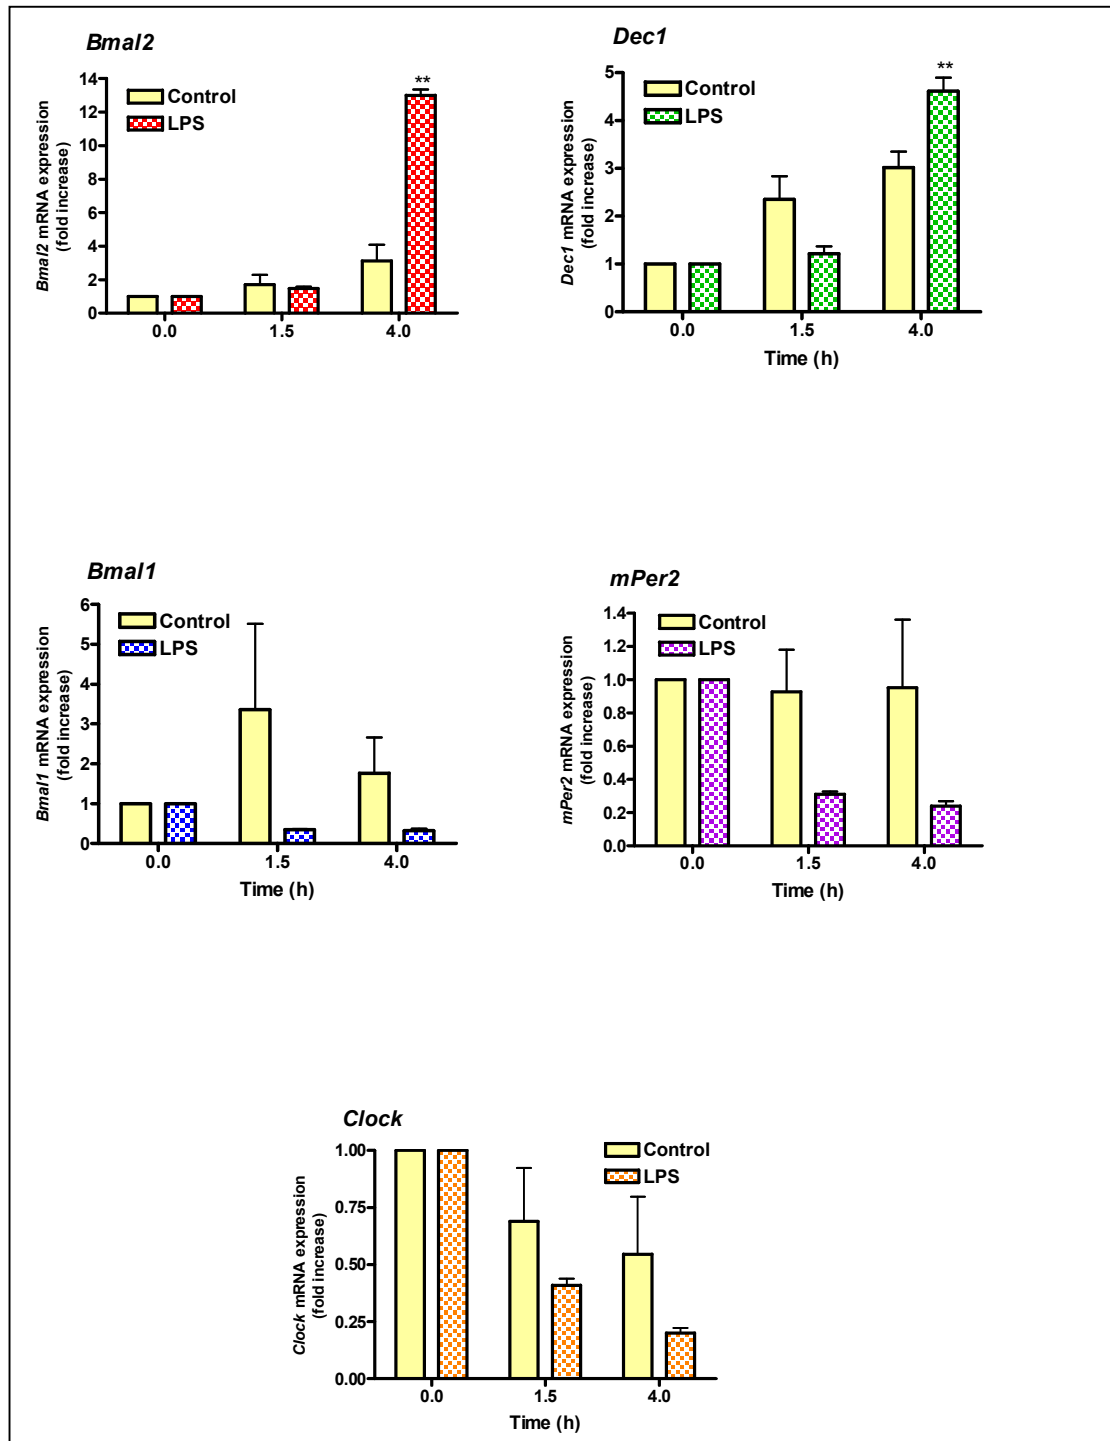 Bmal2
Control
LPS
**
Bmal2 mRNA expression
(fold increase)
14
12
10
8
6
4
2
0
0.0 1.5 4.0
Dec1
Control
LPS
**
Dec1 mRNA expression
(fold increase)
5
4
3
2
1
0
0.0 1.5 4.0
Time (h)
Bmal1
Control
LPS
Bmal1 mRNA expression
(fold increase)
6
5
4
3
2
1
0
0.0 1.5 4.0
Time (h)
mPer2
Control
LPS
mPer2 mRNA expression
(fold increase)
1.4
1.2
1.0
0.8
0.6
0.4
0.2
0.0
0.0 1.5 4.0
Time (h)
Clock
Control
LPS
Clock mRNA expression
(fold increase)
1.00
0.75
0.50
0.25
0.00
0.0 1.5 4.0
Time (h)